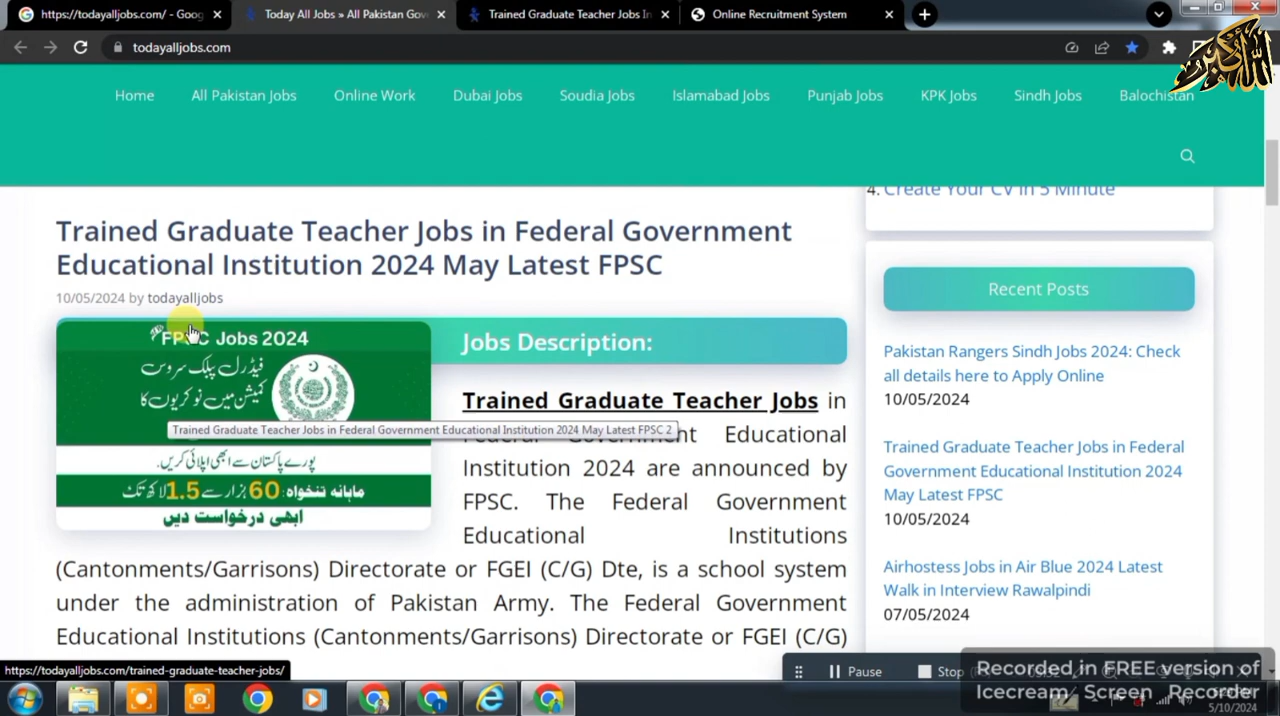 https://todayalljobs.com/ - Goog
Today All Jobs » All Pakistan Gov
Trained Graduate Teacher Jobs In
Online Recruitment System
todayalljobs.com
Home All Pakistan Jobs Online Work Dubai Jobs Soudia Jobs Islamabad Jobs Punjab Jobs KPK Jobs Sindh Jobs Balochistan
الله اكبر
4. Create Your CV in 5 Minute
Trained Graduate Teacher Jobs in Federal Government
Educational Institution 2024 May Latest FPSC
10/05/2024 by todayalljobs
FPSC Jobs 2024
فیڈرل پبلک سروس
کمیشن میں نوکریوں کا
پورے پاکستان سے ابھی اپلائی کریں.
ماہانہ تنخواہ: 60 ہزار سے 1.5 لاکھ تک
ابھی درخواست دیں
Jobs Description:
Trained Graduate Teacher Jobs in
Trained Graduate Teacher Jobs in Federal Government Educational Institution 2024 May Latest FPSC 2
Federal Government Educational
Institution 2024 are announced by
FPSC. The Federal Government
Educational Institutions
(Cantonments/Garrisons) Directorate or FGEI (C/G) Dte, is a school system
under the administration of Pakistan Army. The Federal Government
Educational Institutions (Cantonments/Garrisons) Directorate or FGEI (C/G)
Recent Posts
Pakistan Rangers Sindh Jobs 2024: Check
all details here to Apply Online
10/05/2024
Trained Graduate Teacher Jobs in Federal
Government Educational Institution 2024
May Latest FPSC
10/05/2024
Airhostess Jobs in Air Blue 2024 Latest
Walk in Interview Rawalpindi
07/05/2024
https://todayalljobs.com/trained-graduate-teacher-jobs/
Pause
Stop
Recorded in FREE version of
Icecream Screen Recorder
5/10/2024